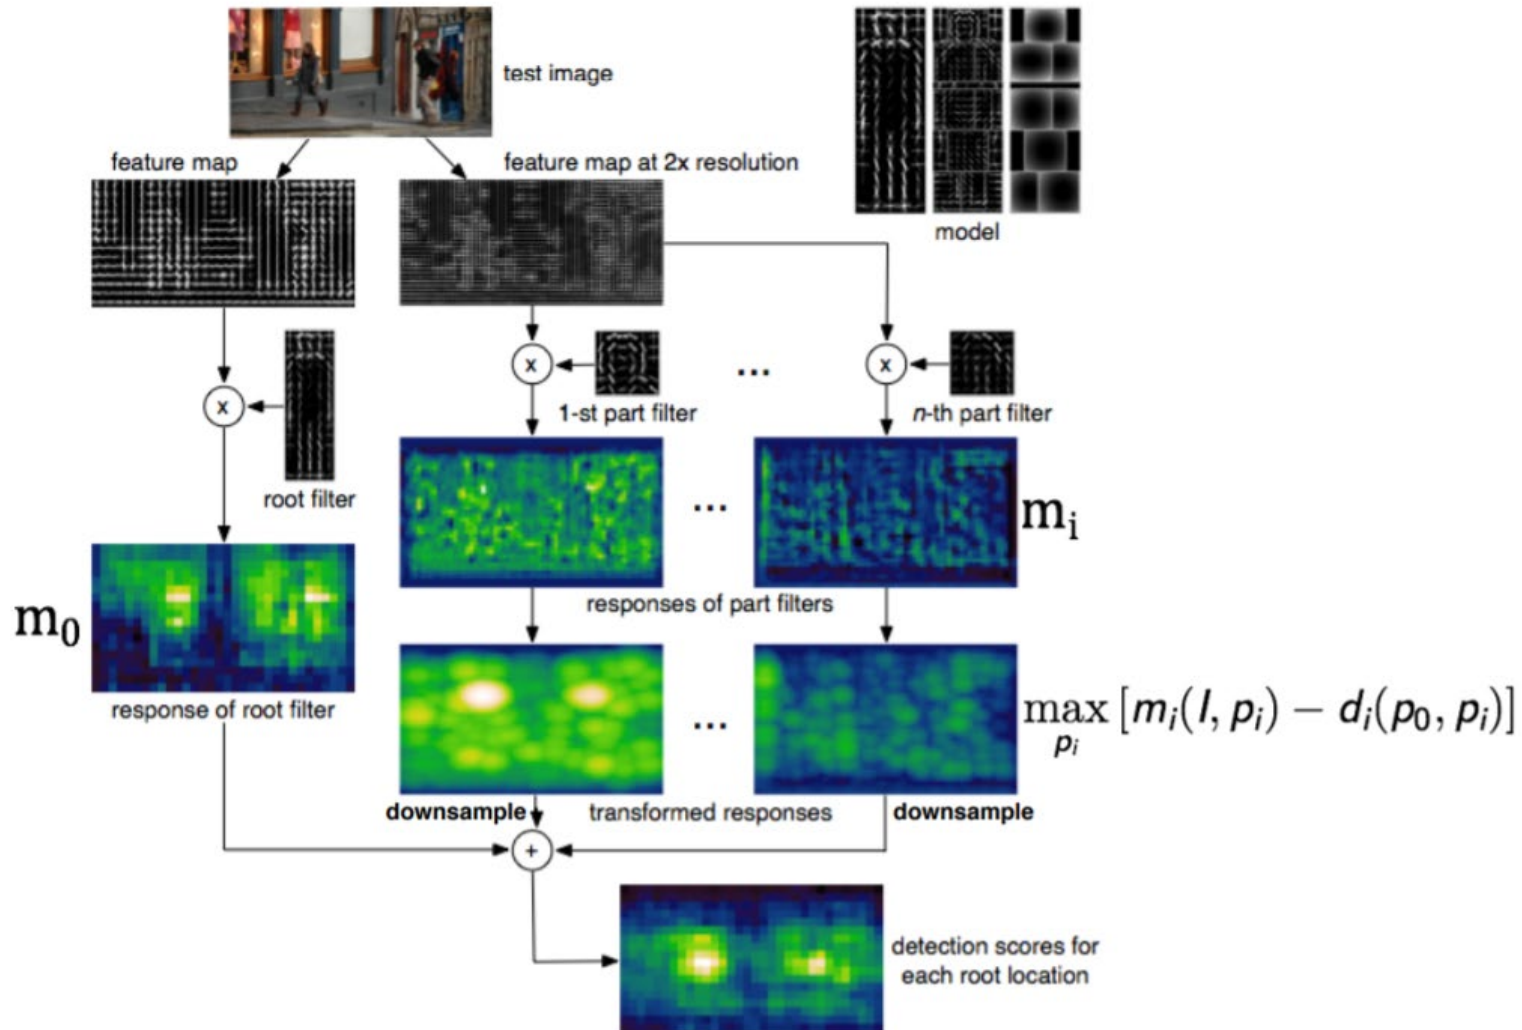 test image
feature map
feature map at 2x resolution
model
x
x
...
x
1-st part filter
n-th part filter
root filter
...
mᵢ
responses of part filters
m₀
response of root filter
...
max [mᵢ(I, pᵢ) − dᵢ(p₀, pᵢ)]
pᵢ
downsample
transformed responses
downsample
+
detection scores for
each root location